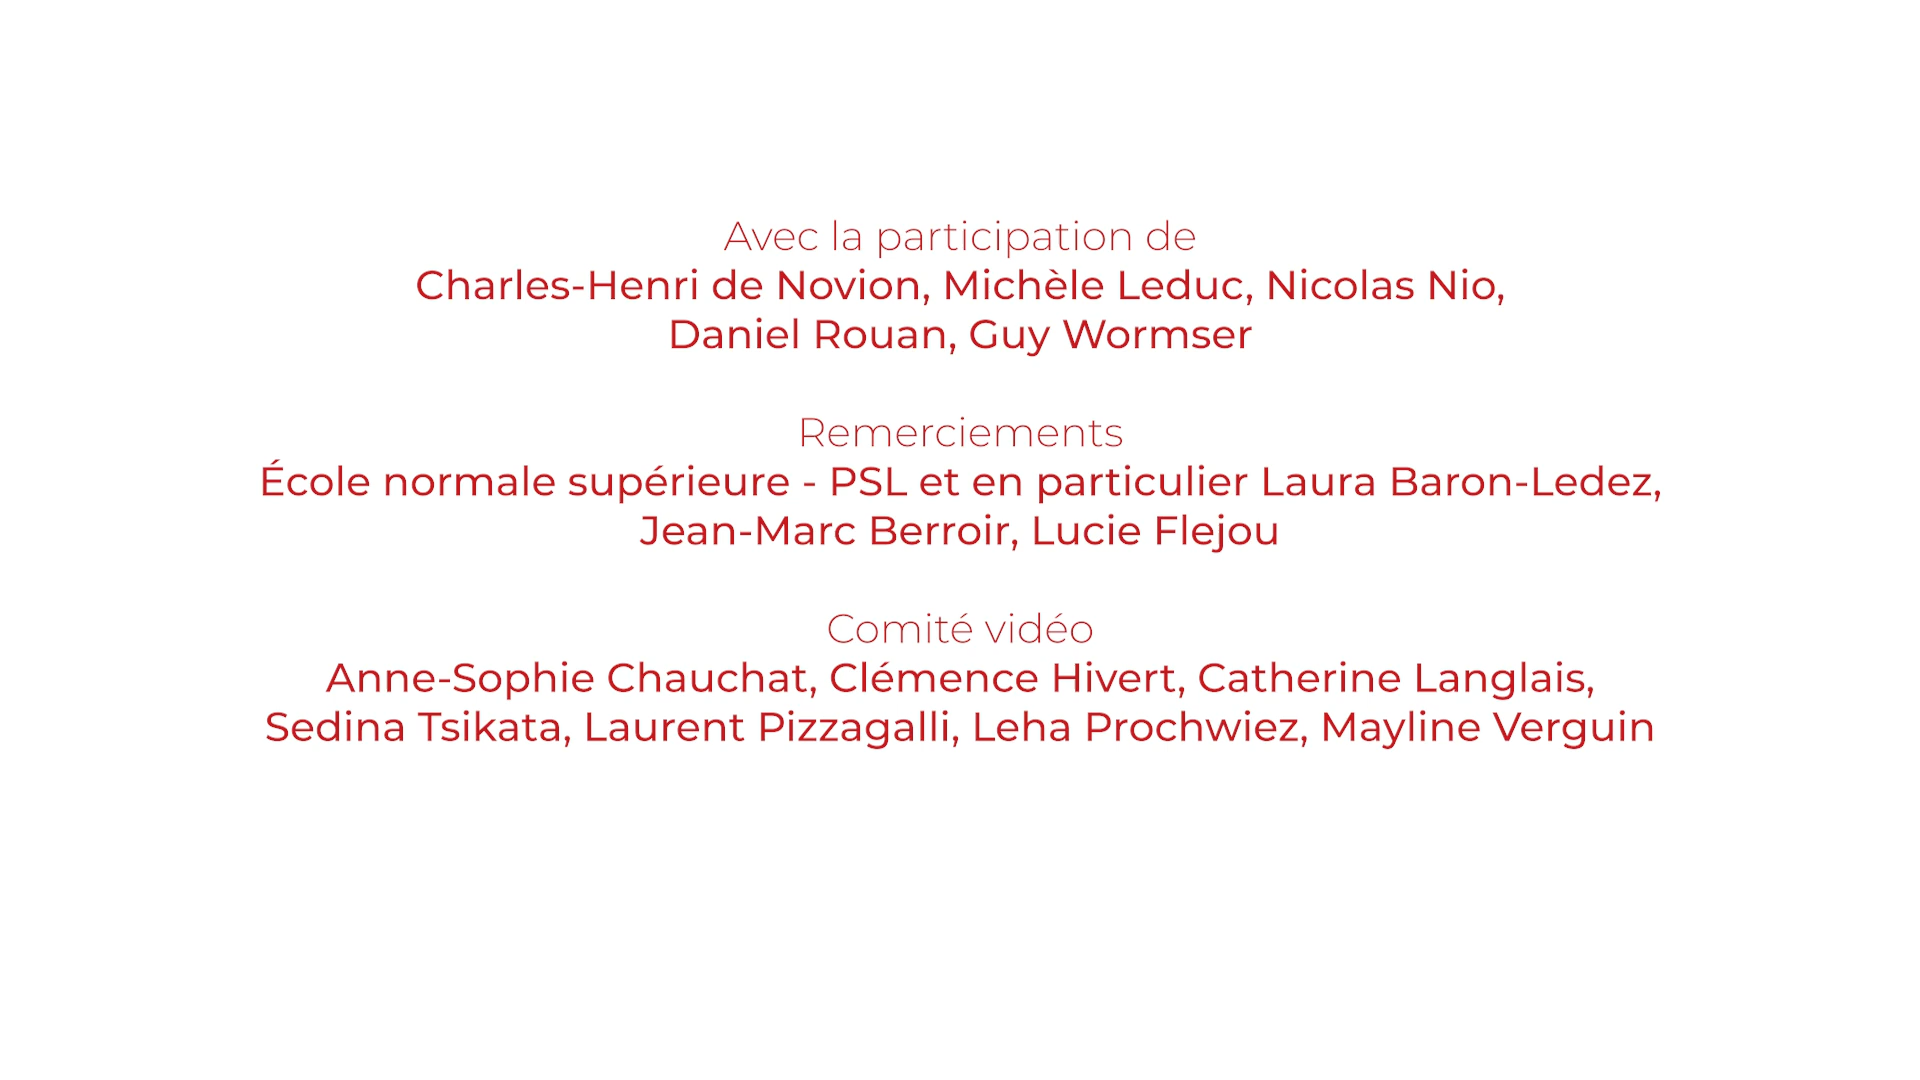 Avec la participation de
Charles-Henri de Novion, Michèle Leduc, Nicolas Nio,
Daniel Rouan, Guy Wormser
Remerciements
École normale supérieure - PSL et en particulier Laura Baron-Ledez,
Jean-Marc Berroir, Lucie Flejou
Comité vidéo
Anne-Sophie Chauchat, Clémence Hivert, Catherine Langlais,
Sedina Tsikata, Laurent Pizzagalli, Leha Prochwiez, Mayline Verguin